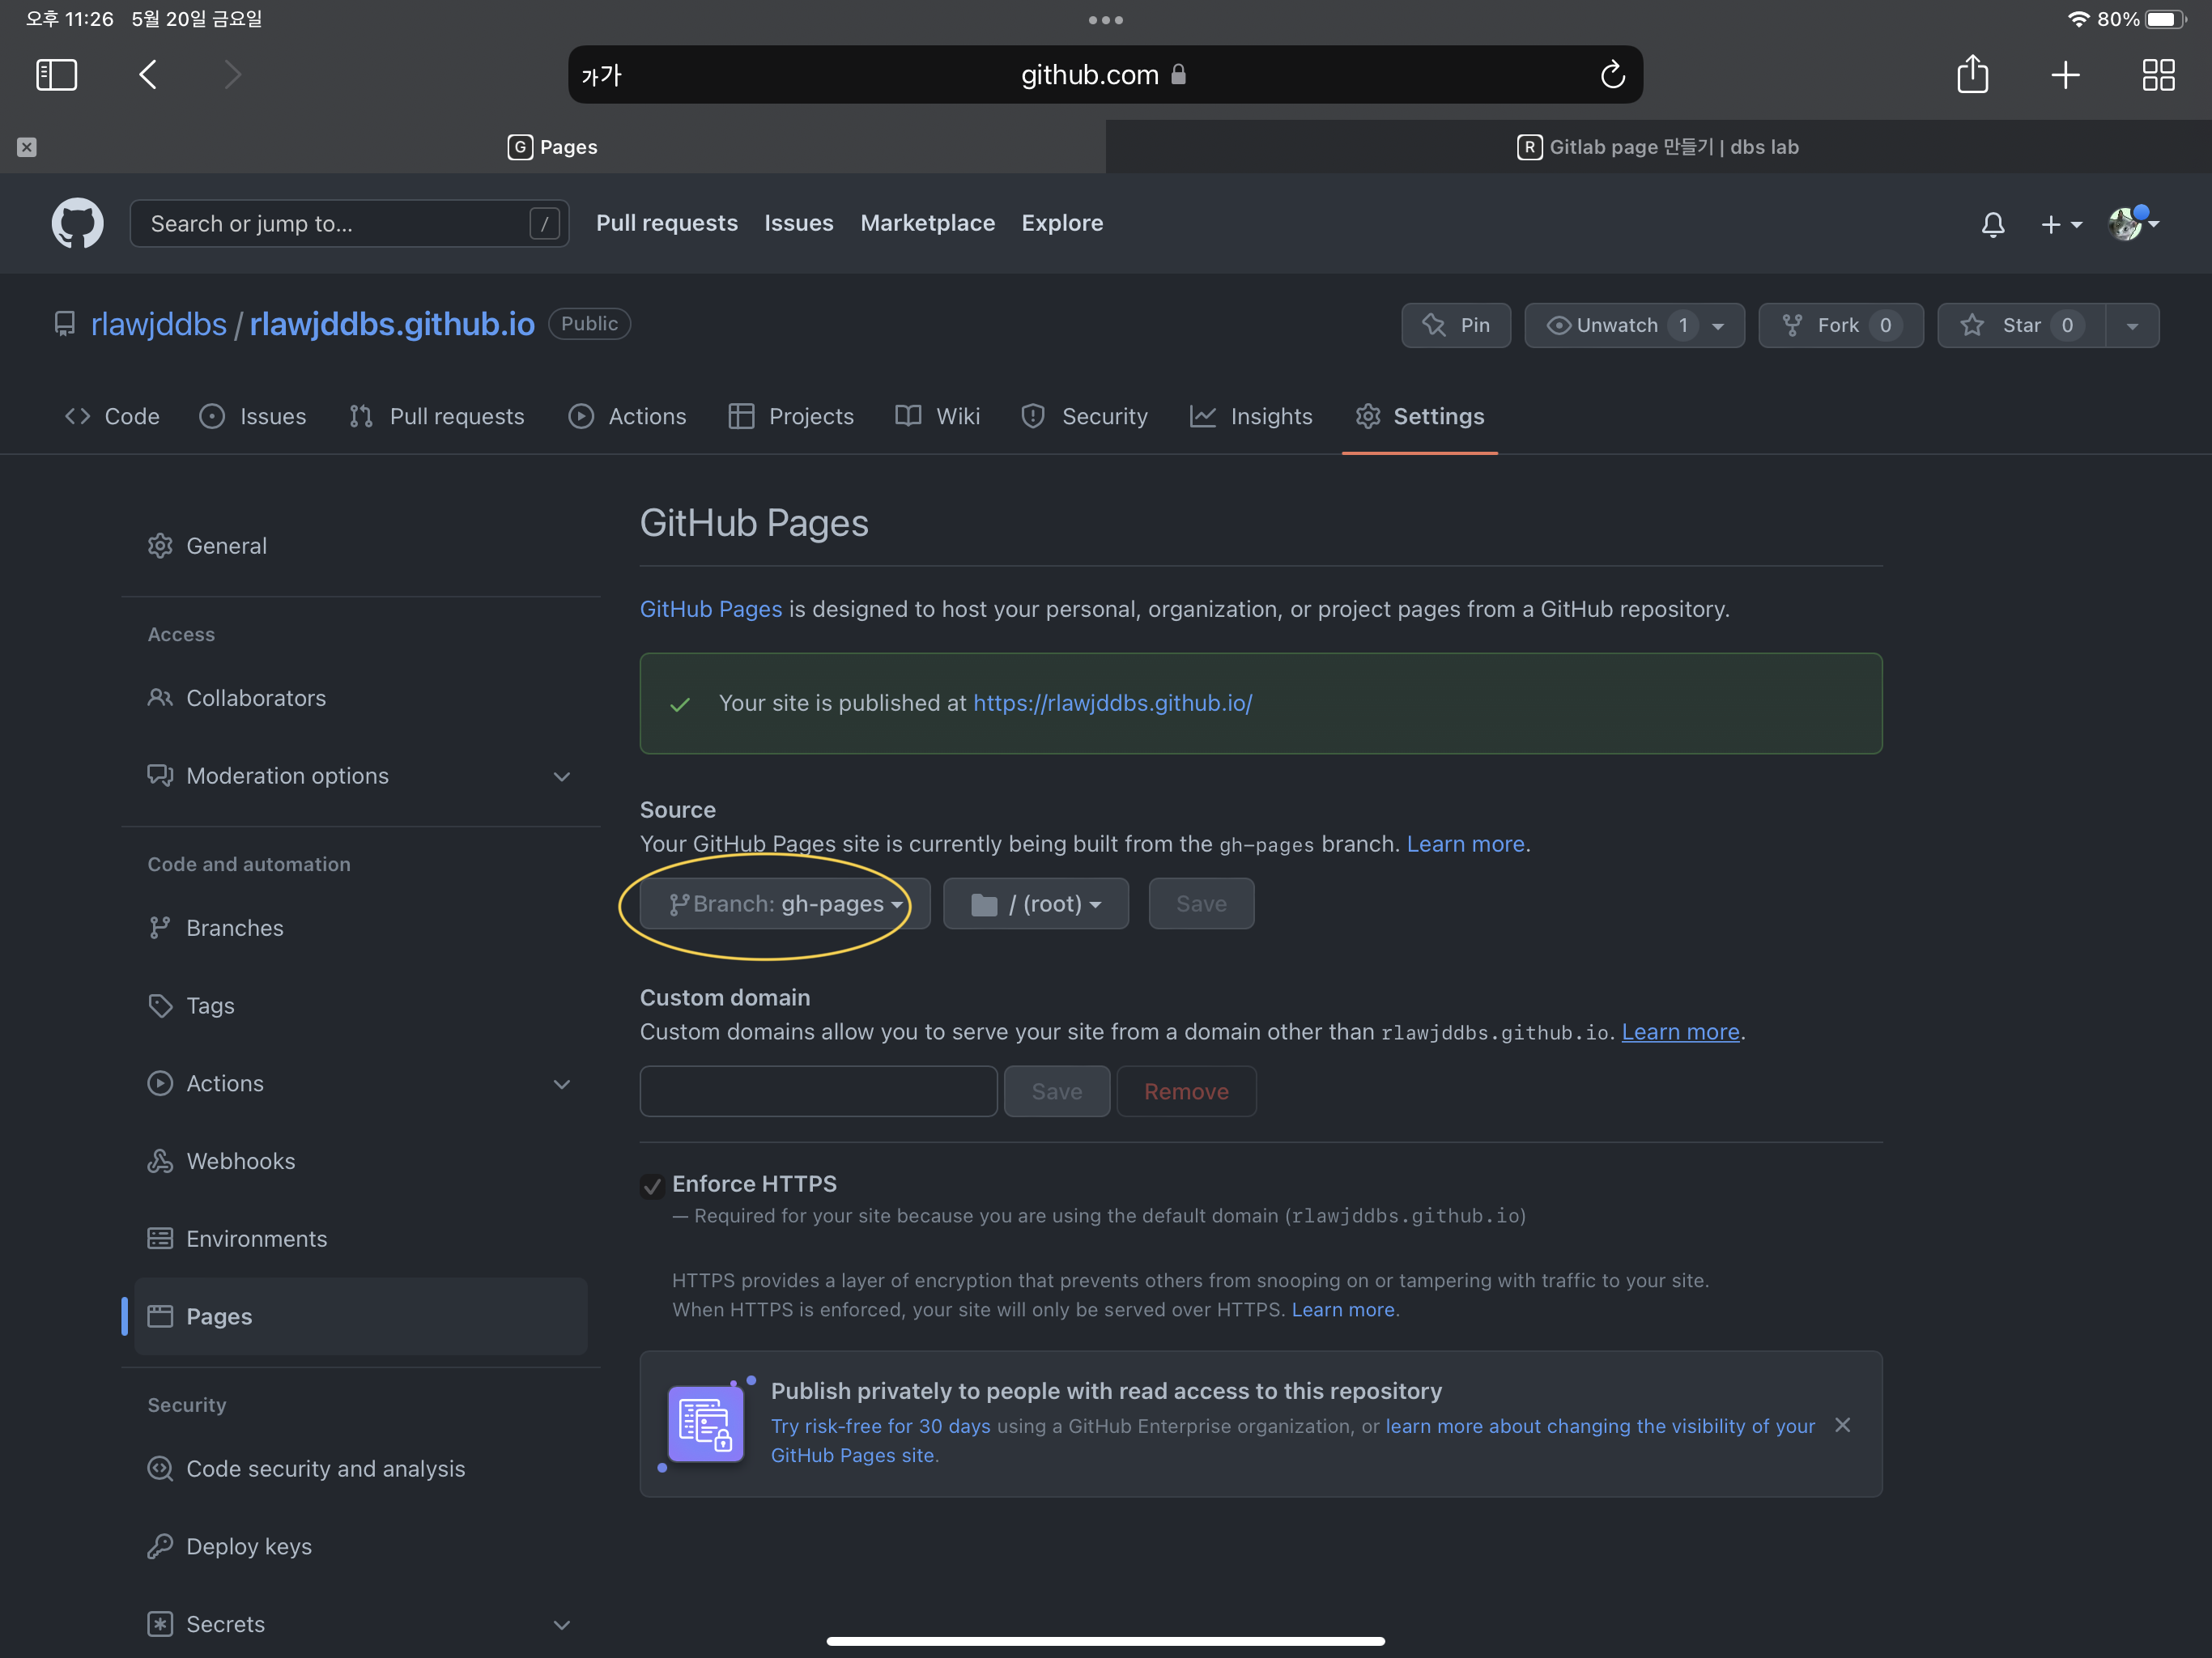 오후 11:26 5월 20일 금요일
80%
가가 github.com
G Pages
R Gitlab page 만들기 | dbs lab
Search or jump to... /
Pull requests Issues Marketplace Explore
rlawjddbs / rlawjddbs.github.io Public
Pin Unwatch 1 Fork 0 Star 0
Code Issues Pull requests Actions Projects Wiki Security Insights Settings
General
Access
Collaborators
Moderation options
Code and automation
Branches
Tags
Actions
Webhooks
Environments
Pages
Security
Code security and analysis
Deploy keys
Secrets
GitHub Pages
GitHub Pages is designed to host your personal, organization, or project pages from a GitHub repository.
Your site is published at https://rlawjddbs.github.io/
Source
Your GitHub Pages site is currently being built from the gh-pages branch. Learn more.
Branch: gh-pages / (root) Save
Custom domain
Custom domains allow you to serve your site from a domain other than rlawjddbs.github.io. Learn more.
Save Remove
Enforce HTTPS
— Required for your site because you are using the default domain (rlawjddbs.github.io)
HTTPS provides a layer of encryption that prevents others from snooping on or tampering with traffic to your site.
When HTTPS is enforced, your site will only be served over HTTPS. Learn more.
Publish privately to people with read access to this repository
Try risk-free for 30 days using a GitHub Enterprise organization, or learn more about changing the visibility of your
GitHub Pages site.